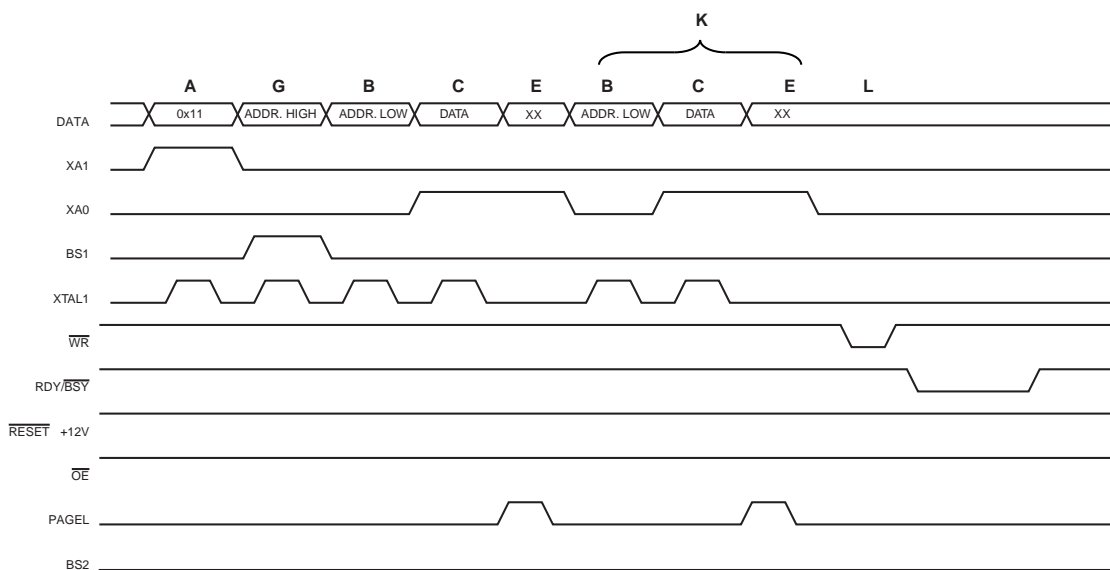 K
A G B C E B C E L
DATA 0x11 ADDR. HIGH ADDR. LOW DATA XX ADDR. LOW DATA XX
XA1
XA0
BS1
XTAL1
WR
RDY/BSY
RESET +12V
OE
PAGEL
BS2